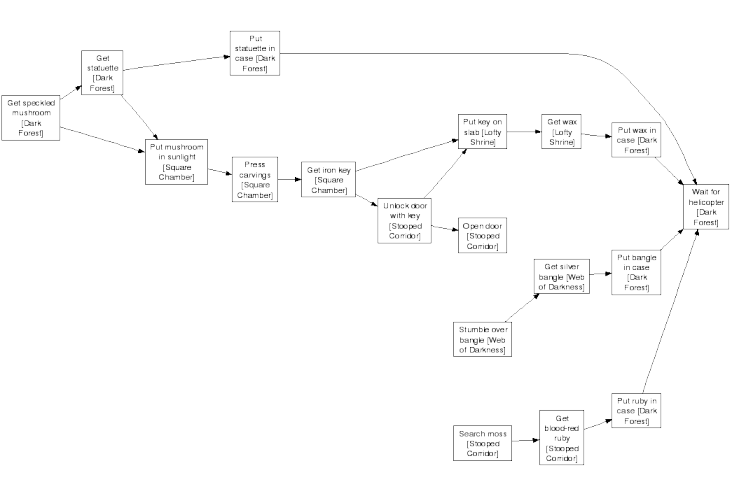 Put
statuette in
case [Dark
Forest]
Get
statuette
[Dark
Forest]
Get speckled
mushroom
[Dark
Forest]
Put mushroom
in sunlight
[Square
Chamber]
Press
carvings
[Square
Chamber]
Get iron key
[Square
Chamber]
Put key on
slab [Lofty
Shrine]
Get wax
[Lofty
Shrine]
Put wax in
case [Dark
Forest]
Wait for
helicopter
[Dark
Forest]
Unlock door
with key
[Stooped
Corridor]
Open door
[Stooped
Corridor]
Get silver
bangle [Web
of Darkness]
Put bangle
in case
[Dark
Forest]
Stumble over
bangle [Web
of Darkness]
Put ruby in
case [Dark
Forest]
Search moss
[Stooped
Corridor]
Get
blood-red
ruby
[Stooped
Corridor]